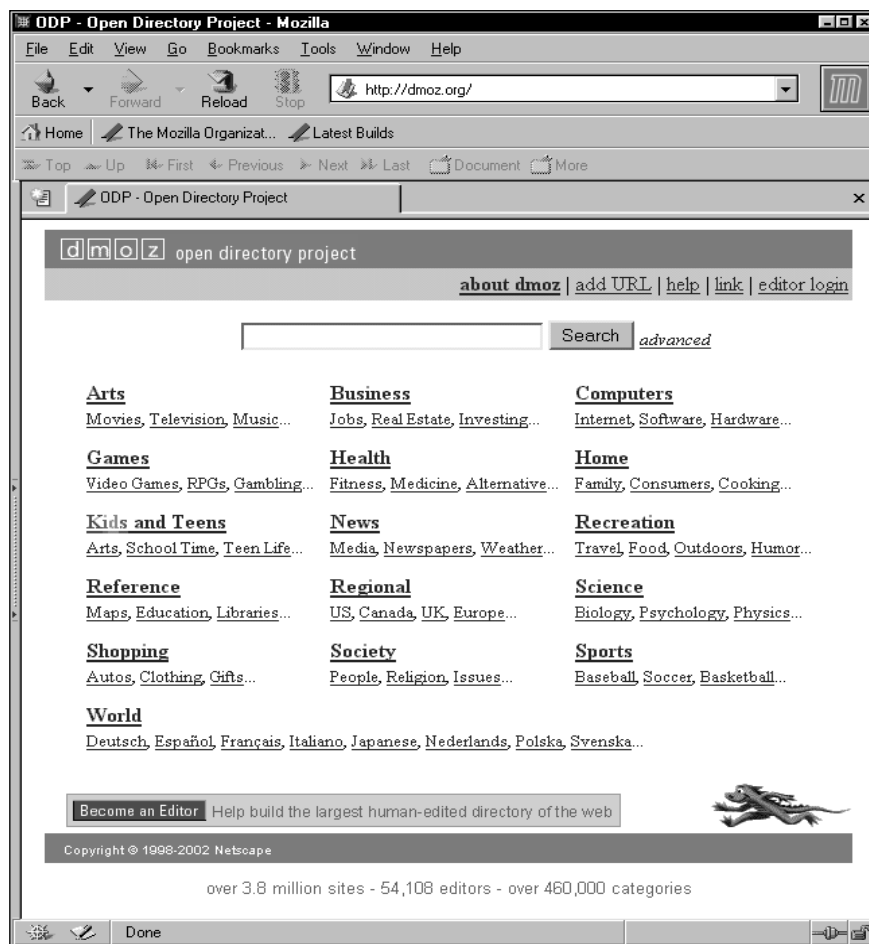 ODP - Open Directory Project - Mozilla
File Edit View Go Bookmarks Tools Window Help
Back Forward Reload Stop http://dmoz.org/
Home The Mozilla Organizat... Latest Builds
Top Up First Previous Next Last Document More
ODP - Open Directory Project
dmoz open directory project
about dmoz | add URL | help | link | editor login
Search advanced
Arts Business Computers
Movies, Television, Music... Jobs, Real Estate, Investing... Internet, Software, Hardware...
Games Health Home
Video Games, RPGs, Gambling... Fitness, Medicine, Alternative... Family, Consumers, Cooking...
Kids and Teens News Recreation
Arts, School Time, Teen Life... Media, Newspapers, Weather... Travel, Food, Outdoors, Humor...
Reference Regional Science
Maps, Education, Libraries... US, Canada, UK, Europe... Biology, Psychology, Physics...
Shopping Society Sports
Autos, Clothing, Gifts... People, Religion, Issues... Baseball, Soccer, Basketball...
World
Deutsch, Español, Français, Italiano, Japanese, Nederlands, Polska, Svenska...
Become an Editor Help build the largest human-edited directory of the web
Copyright © 1998-2002 Netscape
over 3.8 million sites - 54,108 editors - over 460,000 categories
Done